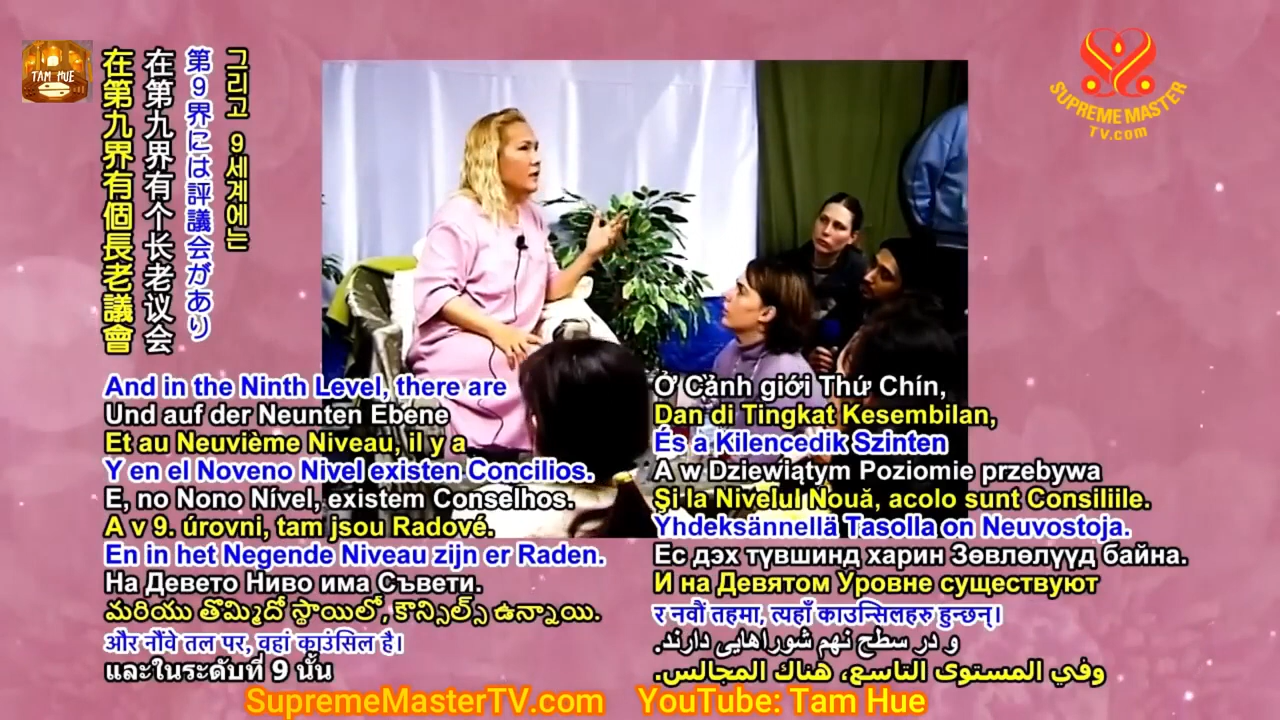 TAM HUE
SUPREME MASTER
TV.com
그리고 9세계에는
第9界には評議会があり
在第九界有个长老议会
在第九界有個長老議會
And in the Ninth Level, there are
Und auf der Neunten Ebene
Et au Neuvième Niveau, il y a
Y en el Noveno Nivel existen Concilios.
E, no Nono Nível, existem Conselhos.
A v 9. úrovni, tam jsou Radové.
En in het Negende Niveau zijn er Raden.
На Девето Ниво има Съвети.
మరియు తొమ్మిదో స్థాయిలో, కౌన్సిల్స్ ఉన్నాయి.
और नौंवे तल पर, वहां काउंसिल है।
และในระดับที่ 9 นั้น
Ở Cảnh giới Thứ Chín,
Dan di Tingkat Kesembilan,
És a Kilencedik Szinten
A w Dziewiątym Poziomie przebywa
Şi la Nivelul Nouă, acolo sunt Consiliile.
Yhdeksännellä Tasolla on Neuvostoja.
Ес дэх түвшинд харин Зөвлөлүүд байна.
И на Девятом Уровне существуют
र नवौं तहमा, त्यहाँ काउन्सिलहरु हुन्छन्।
و در سطح نهم شوراهایی دارند.
وفي المستوى التاسع، هناك المجالس.
SupremeMasterTV.com YouTube: Tam Hue